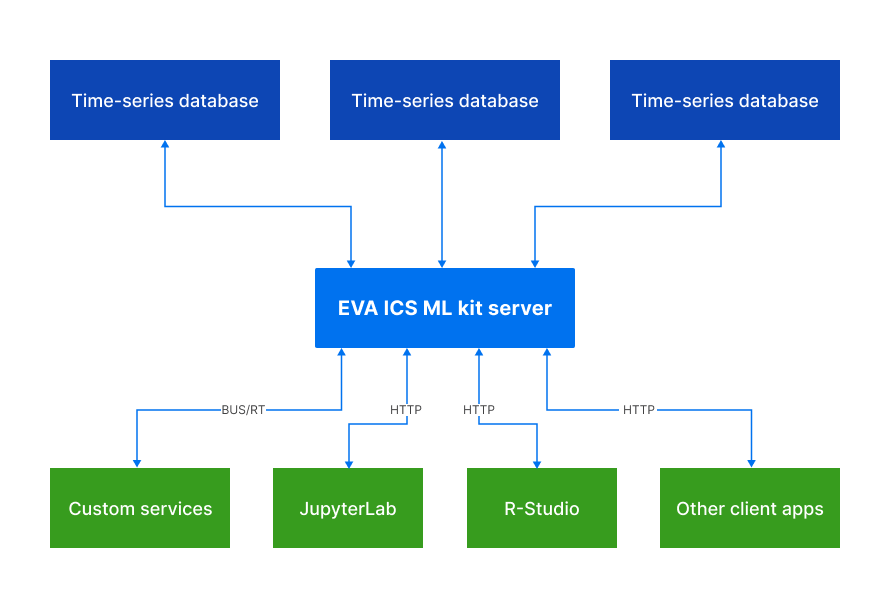 Time-series database
Time-series database
Time-series database
EVA ICS ML kit server
BUS/RT
HTTP
HTTP
HTTP
Custom services
JupyterLab
R-Studio
Other client apps